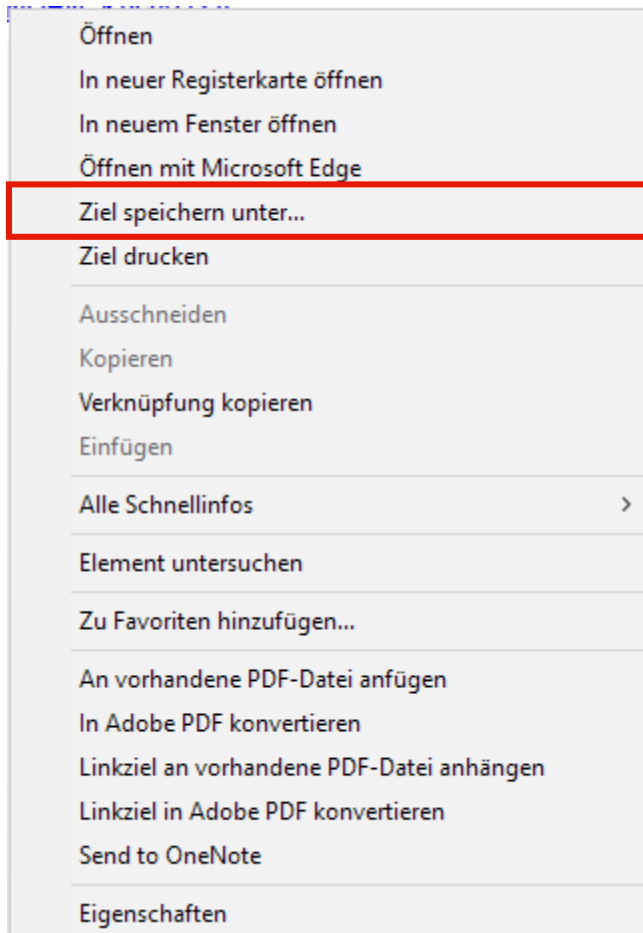 Öffnen
In neuer Registerkarte öffnen
In neuem Fenster öffnen
Öffnen mit Microsoft Edge
Ziel speichern unter...
Ziel drucken
Ausschneiden
Kopieren
Verknüpfung kopieren
Einfügen
Alle Schnellinfos
Element untersuchen
Zu Favoriten hinzufügen...
An vorhandene PDF-Datei anfügen
In Adobe PDF konvertieren
Linkziel an vorhandene PDF-Datei anhängen
Linkziel in Adobe PDF konvertieren
Send to OneNote
Eigenschaften